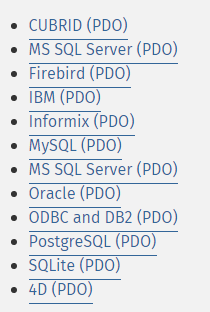 CUBRID (PDO)
MS SQL Server (PDO)
Firebird (PDO)
IBM (PDO)
Informix (PDO)
MySQL (PDO)
MS SQL Server (PDO)
Oracle (PDO)
ODBC and DB2 (PDO)
PostgreSQL (PDO)
SQLite (PDO)
4D (PDO)